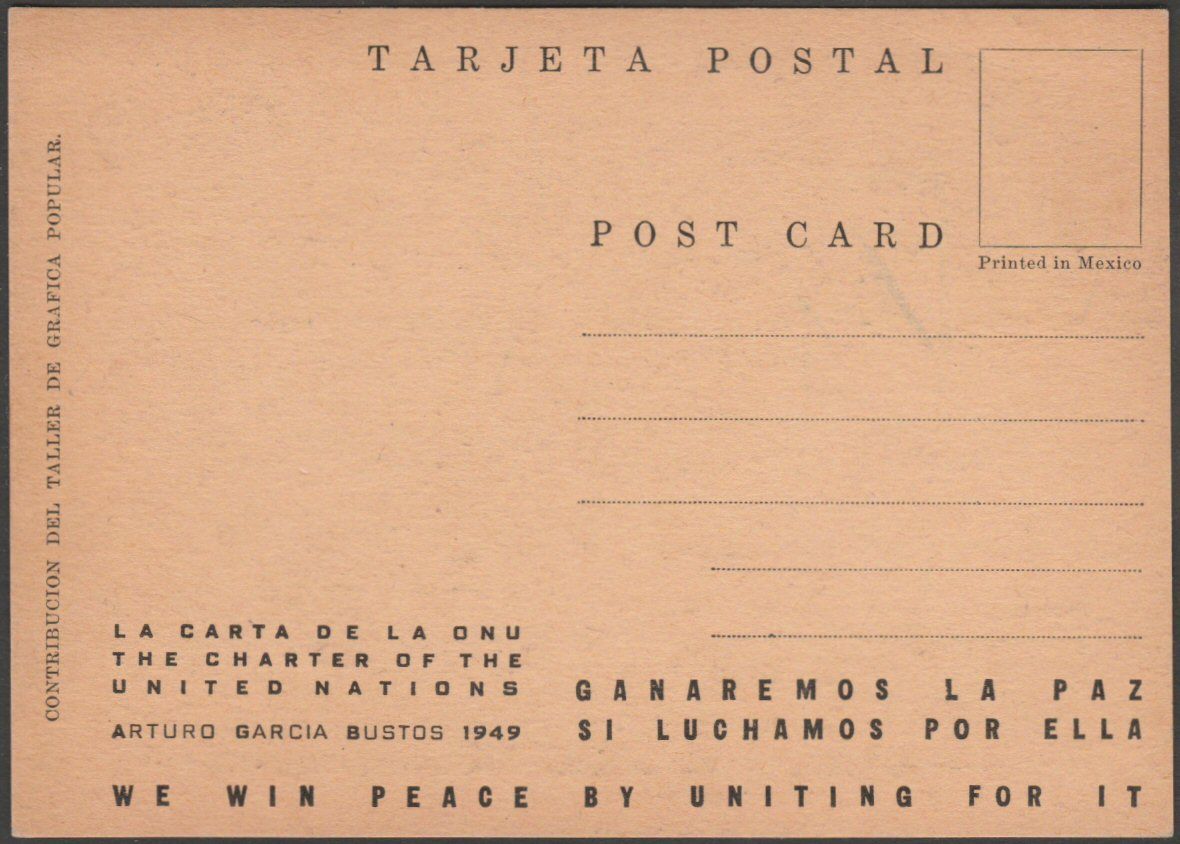 TARJETA POSTAL
POST CARD
Printed in Mexico
CONTRIBUCION DEL TALLER DE GRAFICA POPULAR.
LA CARTA DE LA ONU
THE CHARTER OF THE
UNITED NATIONS
ARTURO GARCIA BUSTOS 1949
GANAREMOS LA PAZ
SI LUCHAMOS POR ELLA
WE WIN PEACE BY UNITING FOR IT